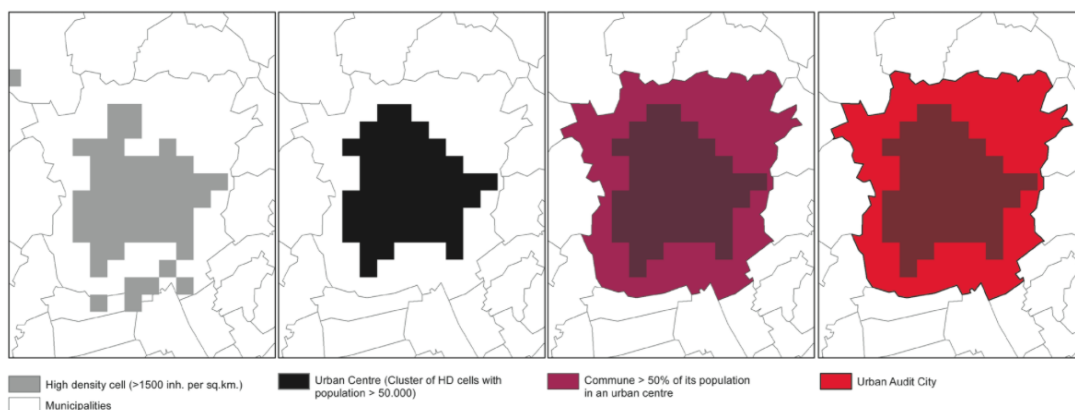 High density cell (>1500 inh. per sq.km.)
Municipalities
Urban Centre (Cluster of HD cells with
population > 50.000)
Commune > 50% of its population
in an urban centre
Urban Audit City